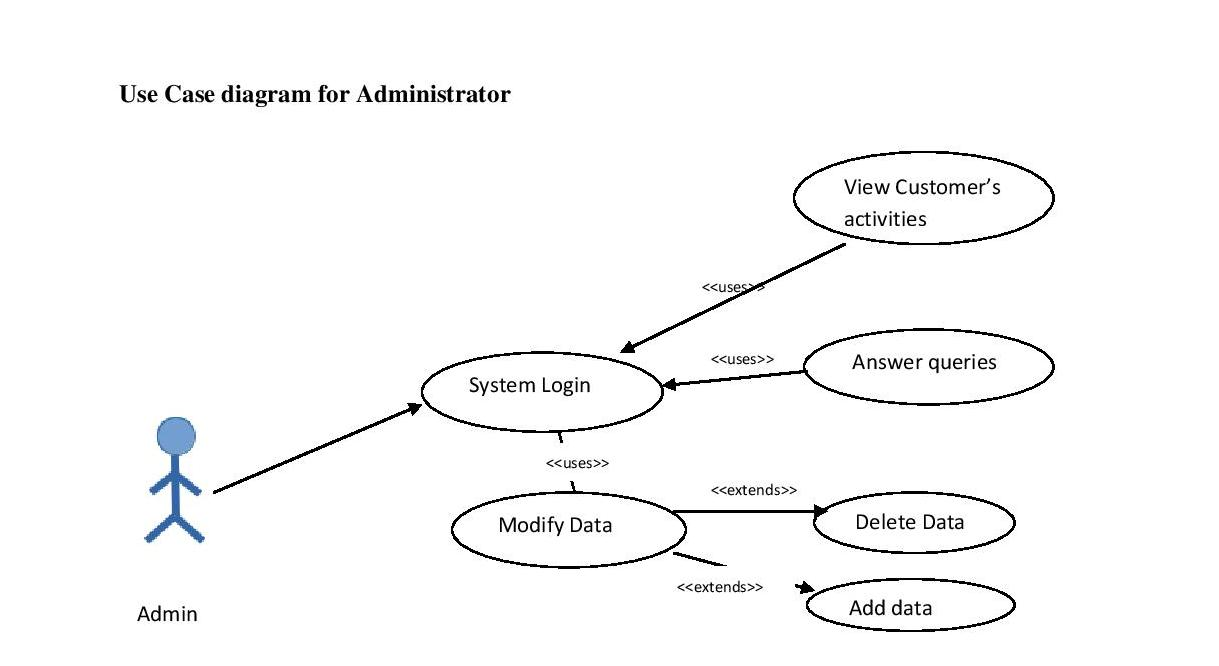 Use Case diagram for Administrator
View Customer’s
activities
<<uses>>
<<uses>>
Answer queries
System Login
<<uses>>
<<extends>>
Modify Data
Delete Data
<<extends>>
Add data
Admin